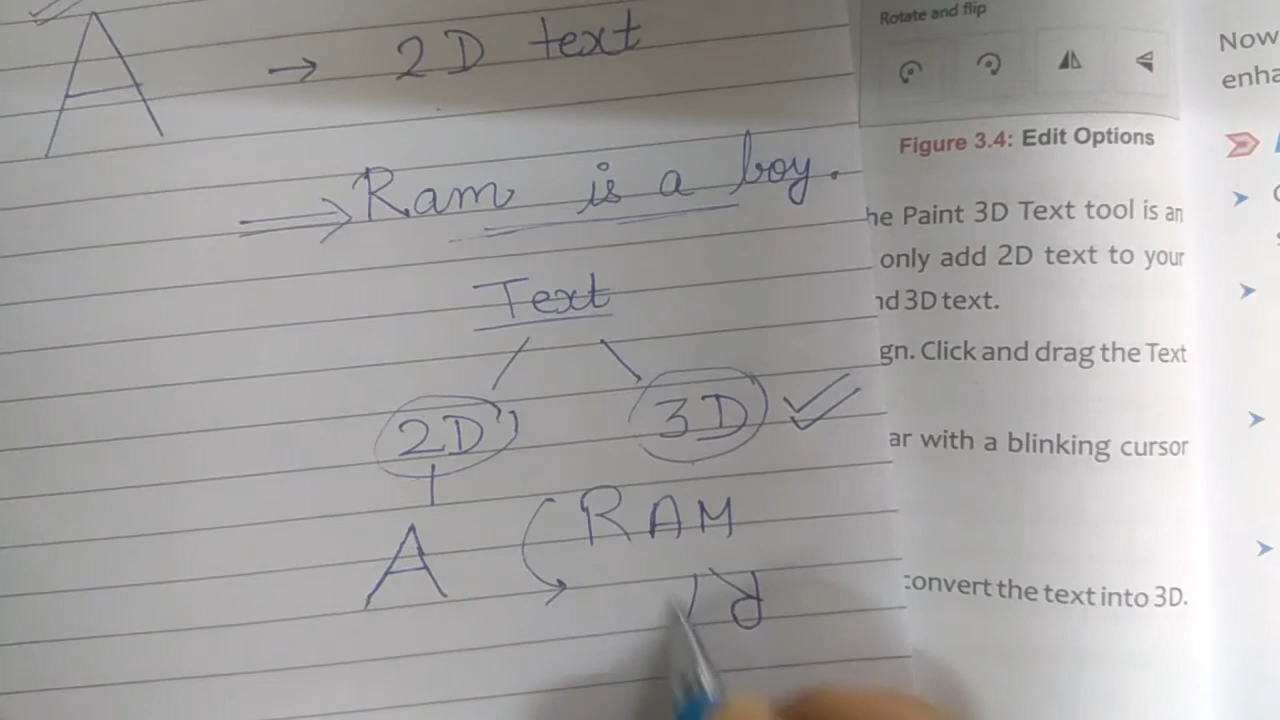 A → 2D text
⇒ Ram is a boy.
Text
2D 3D
A RAM
R
Rotate and flip
Figure 3.4: Edit Options
he Paint 3D Text tool is an
only add 2D text to your
nd 3D text.
gn. Click and drag the Text
ar with a blinking cursor
convert the text into 3D.
Now
enha